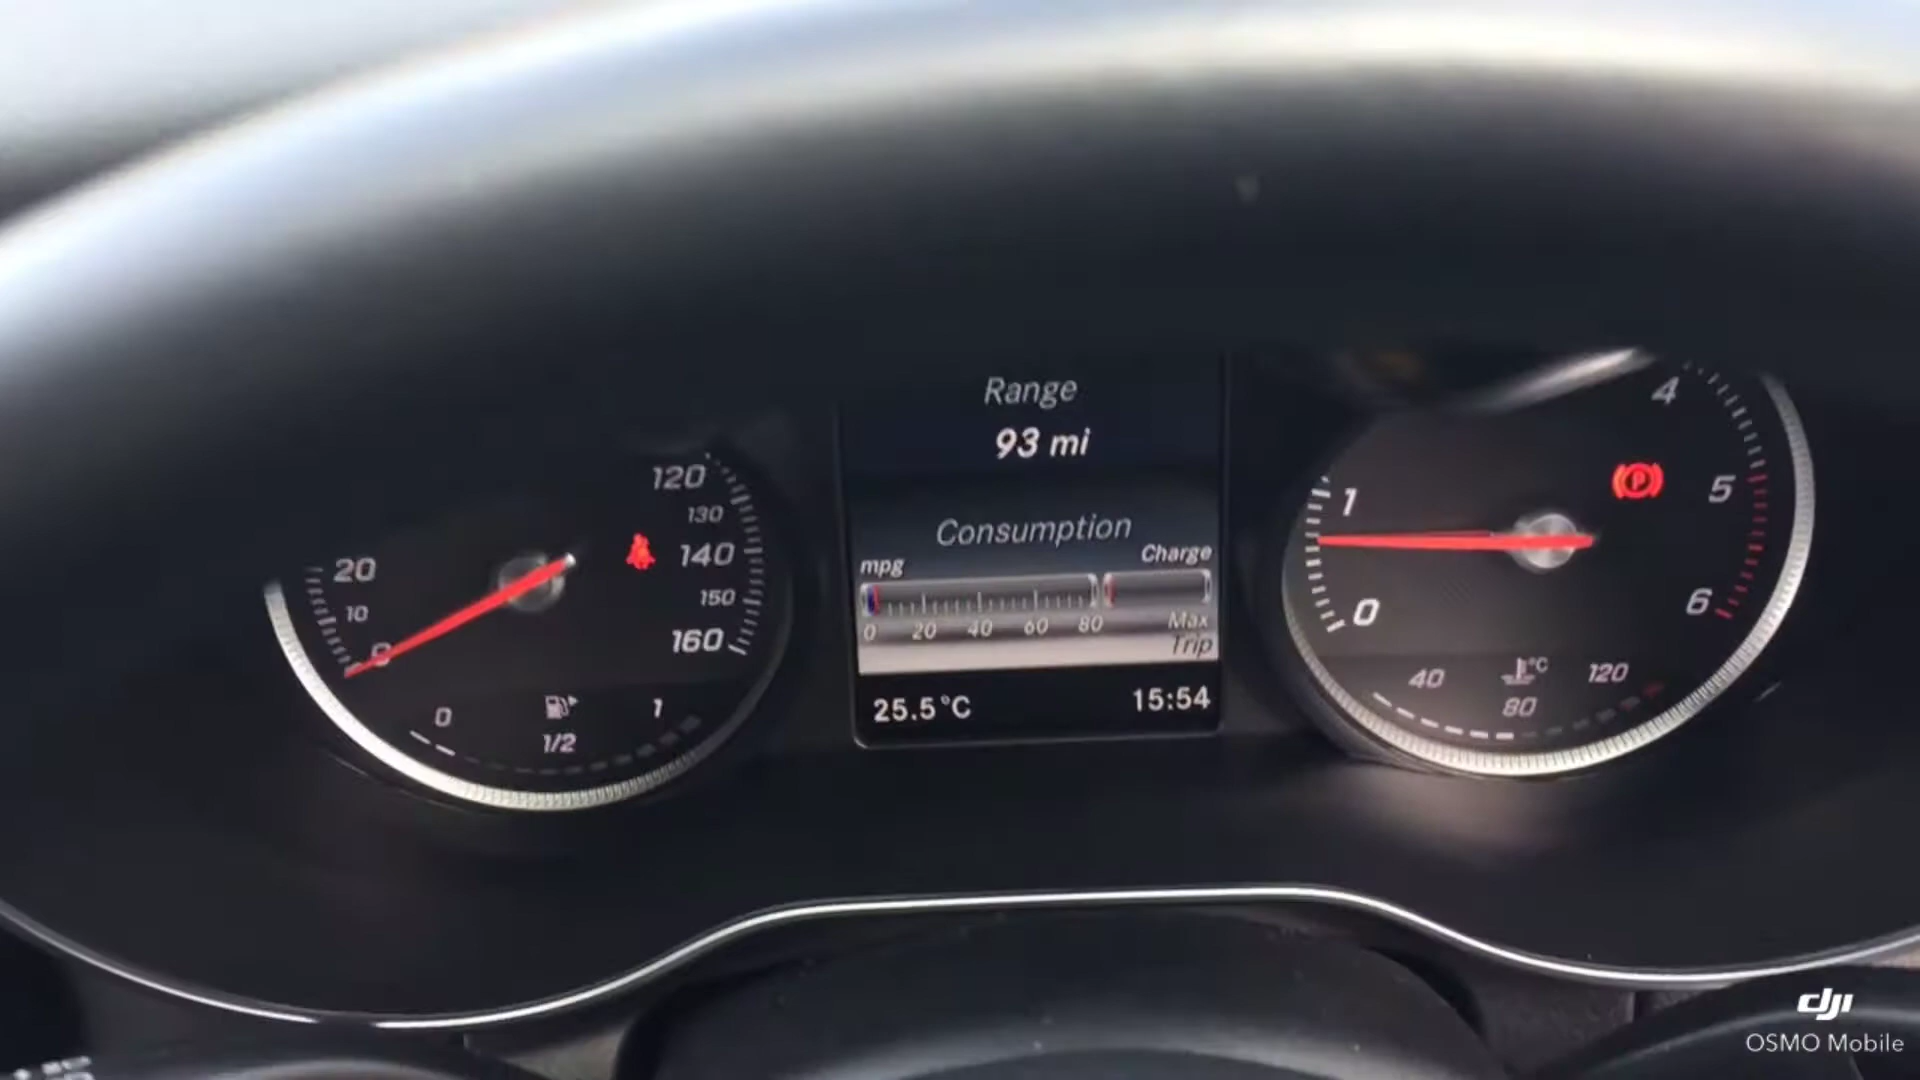 Range
93 mi
Consumption
mpg Charge
0 20 40 60 80 Max
Trip
25.5°C 15:54
0
10
20
120
130
140
150
160
0 1/2 1
0
1
4
5
6
P
40 80 120
°C
dji
OSMO Mobile